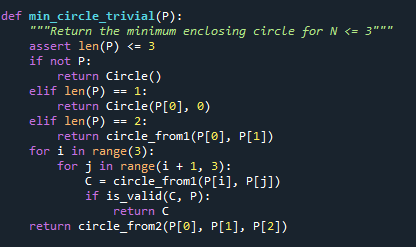 def min_circle_trivial(P):
    """Return the minimum enclosing circle for N <= 3"""
    assert len(P) <= 3
    if not P:
        return Circle()
    elif len(P) == 1:
        return Circle(P[0], 0)
    elif len(P) == 2:
        return circle_from1(P[0], P[1])
    for i in range(3):
        for j in range(i + 1, 3):
            C = circle_from1(P[i], P[j])
            if is_valid(C, P):
                return C
    return circle_from2(P[0], P[1], P[2])